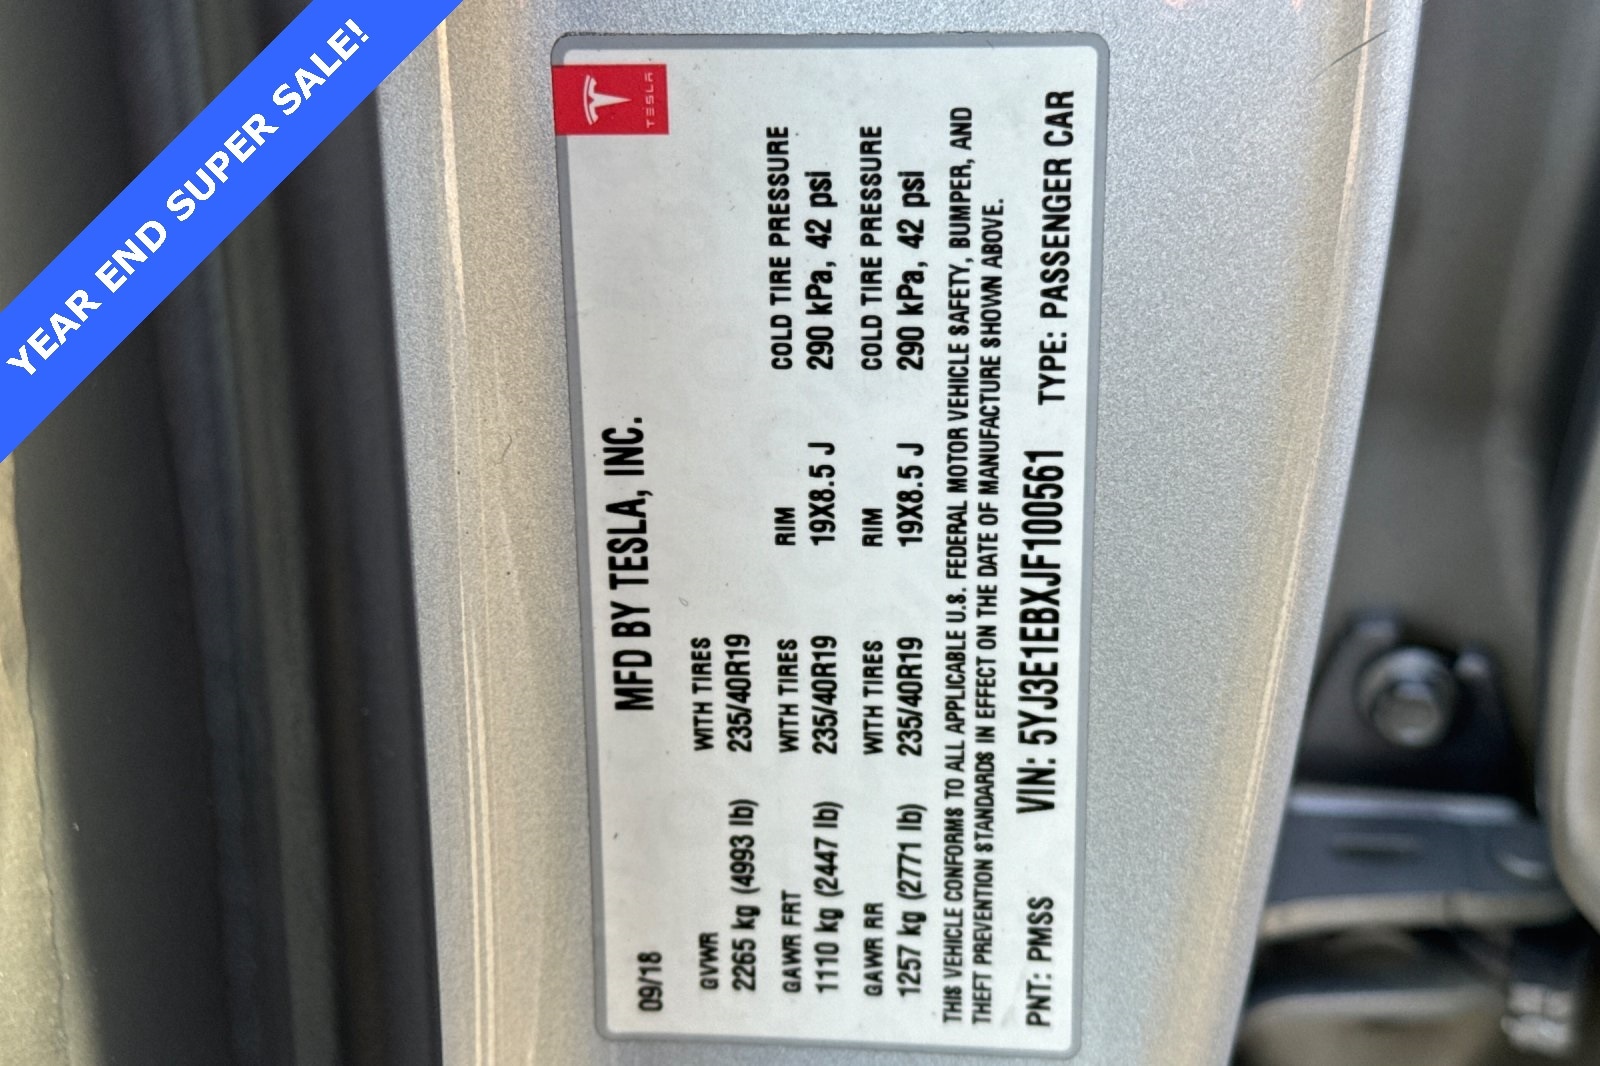 YEAR END SUPER SALE!
TESLA
09/18 MFD BY TESLA, INC.
GVWR WITH TIRES
2265 kg (4993 lb) 235/40R19
GAWR FRT WITH TIRES RIM COLD TIRE PRESSURE
1110 kg (2447 lb) 235/40R19 19X8.5 J 290 kPa, 42 psi
GAWR RR WITH TIRES RIM COLD TIRE PRESSURE
1257 kg (2771 lb) 235/40R19 19X8.5 J 290 kPa, 42 psi
THIS VEHICLE CONFORMS TO ALL APPLICABLE U.S. FEDERAL MOTOR VEHICLE SAFETY, BUMPER, AND
THEFT PREVENTION STANDARDS IN EFFECT ON THE DATE OF MANUFACTURE SHOWN ABOVE.
PNT: PMSS VIN: 5YJ3E1EBXJF100561 TYPE: PASSENGER CAR